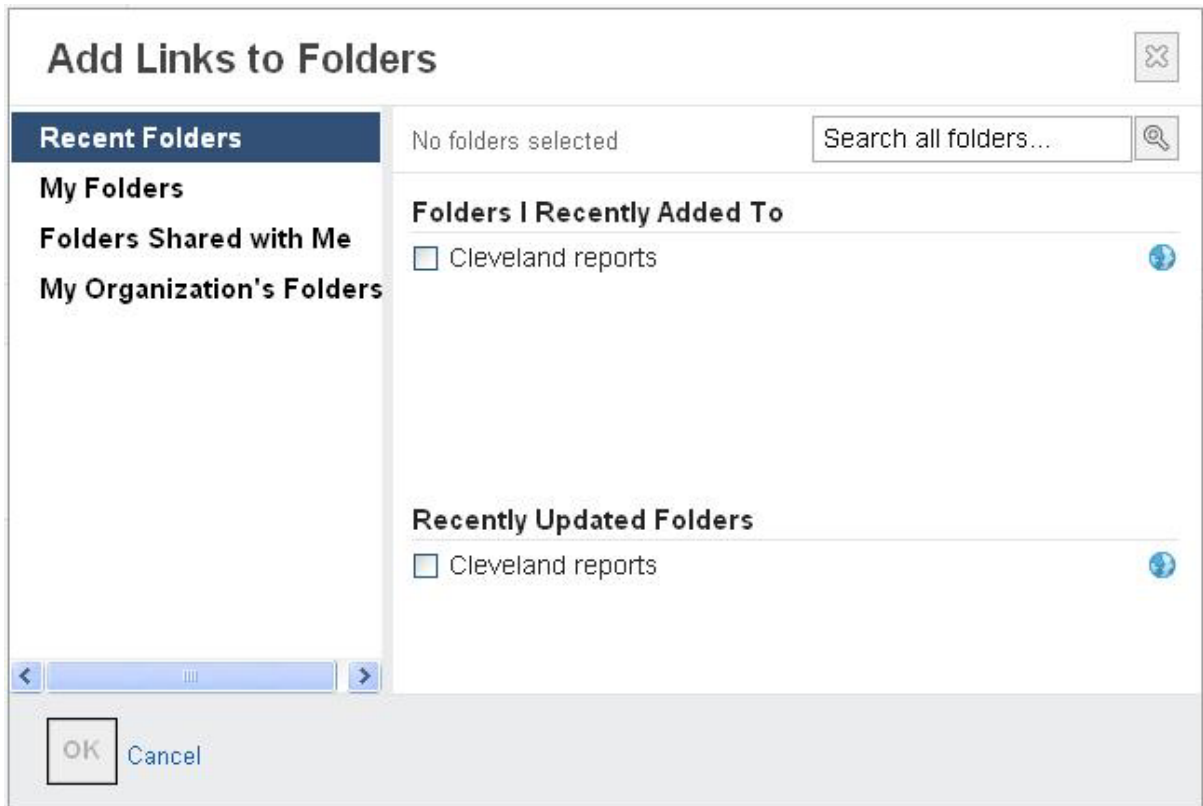 Add Links to Folders
Recent Folders
My Folders
Folders Shared with Me
My Organization's Folders
No folders selected
Search all folders...
Folders I Recently Added To
Cleveland reports
Recently Updated Folders
Cleveland reports
OK
Cancel